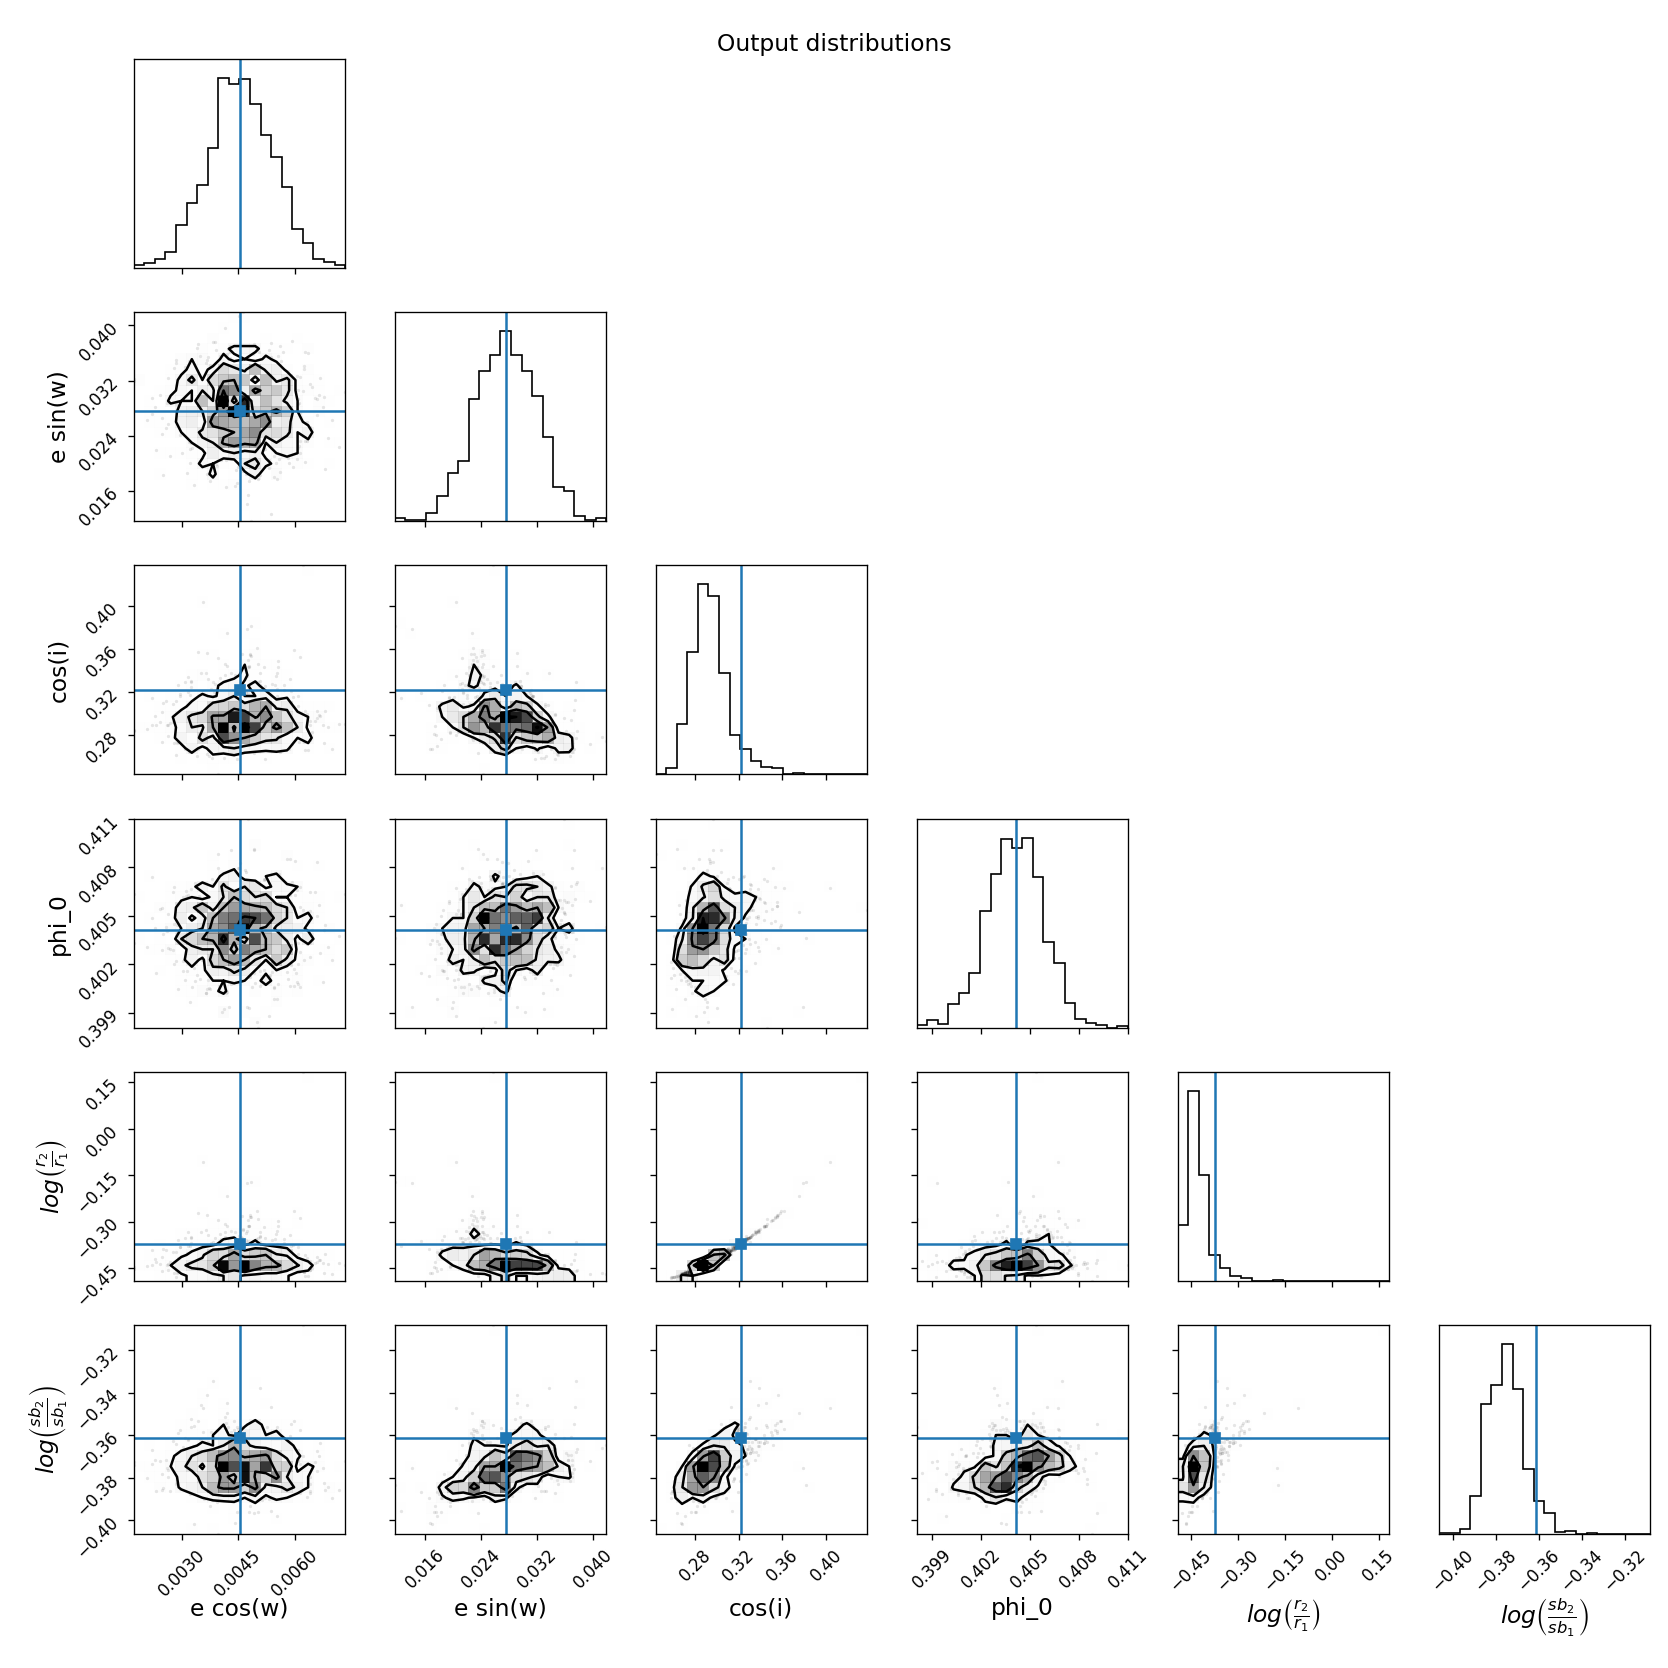 Output distributions
0.040
0.032
0.024
0.016
e sin(w)
0.40
0.36
0.32
0.28
cos(i)
0.411
0.408
0.405
0.402
0.399
phi_0
0.15
0.00
−0.15
−0.30
−0.45
log(r₂/r₁)
−0.32
−0.34
−0.36
−0.38
−0.40
log(sb₂/sb₁)
0.0030 0.0045 0.0060 0.016 0.024 0.032 0.040 0.28 0.32 0.36 0.40 0.399 0.402 0.405 0.408 0.411 −0.45 −0.30 −0.15 0.00 0.15 −0.40 −0.38 −0.36 −0.34 −0.32
e cos(w) e sin(w) cos(i) phi_0 log(r₂/r₁) log(sb₂/sb₁)